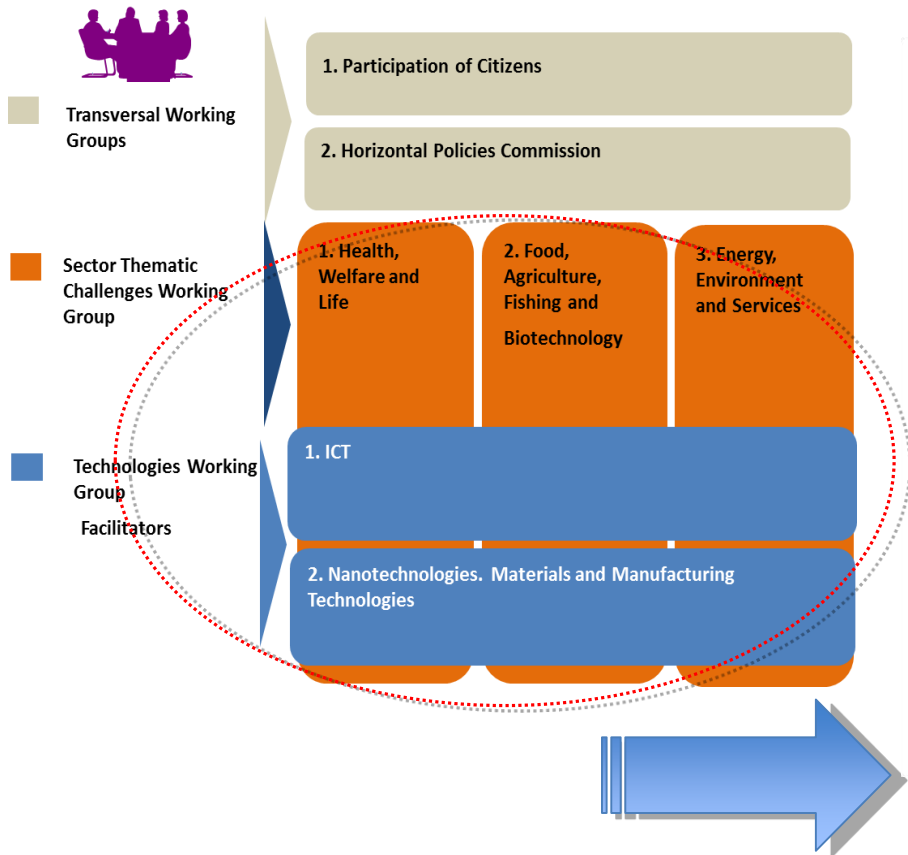 1. Participation of Citizens
Transversal Working
Groups
2. Horizontal Policies Commission
Sector Thematic
Challenges Working
Group
1. Health,
Welfare and
Life
2. Food,
Agriculture,
Fishing and
Biotechnology
3. Energy,
Environment
and Services
Technologies Working
Group
Facilitators
1. ICT
2. Nanotechnologies. Materials and Manufacturing
Technologies